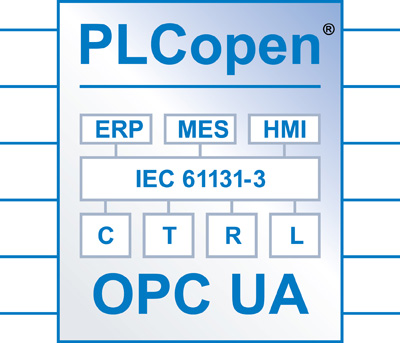 PLCopen®
ERP MES HMI
IEC 61131-3
C T R L
OPC UA